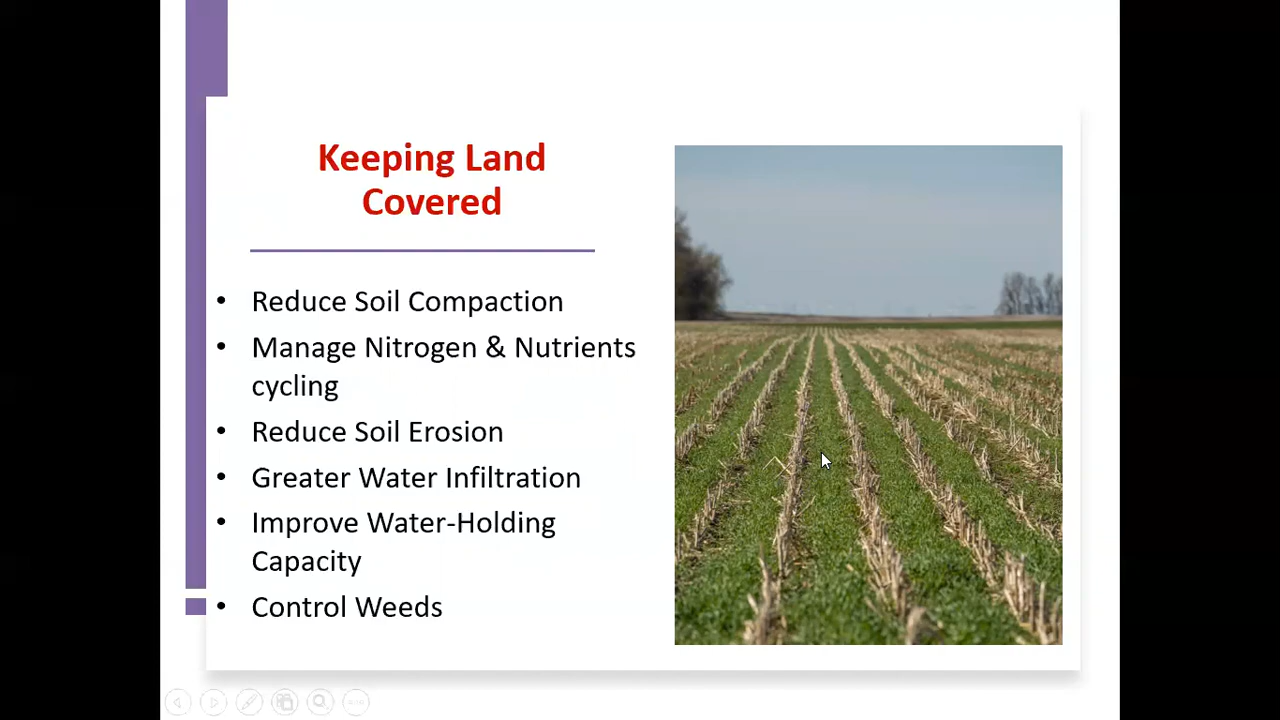 Keeping Land
Covered
• Reduce Soil Compaction
• Manage Nitrogen & Nutrients
cycling
• Reduce Soil Erosion
• Greater Water Infiltration
• Improve Water-Holding
Capacity
• Control Weeds